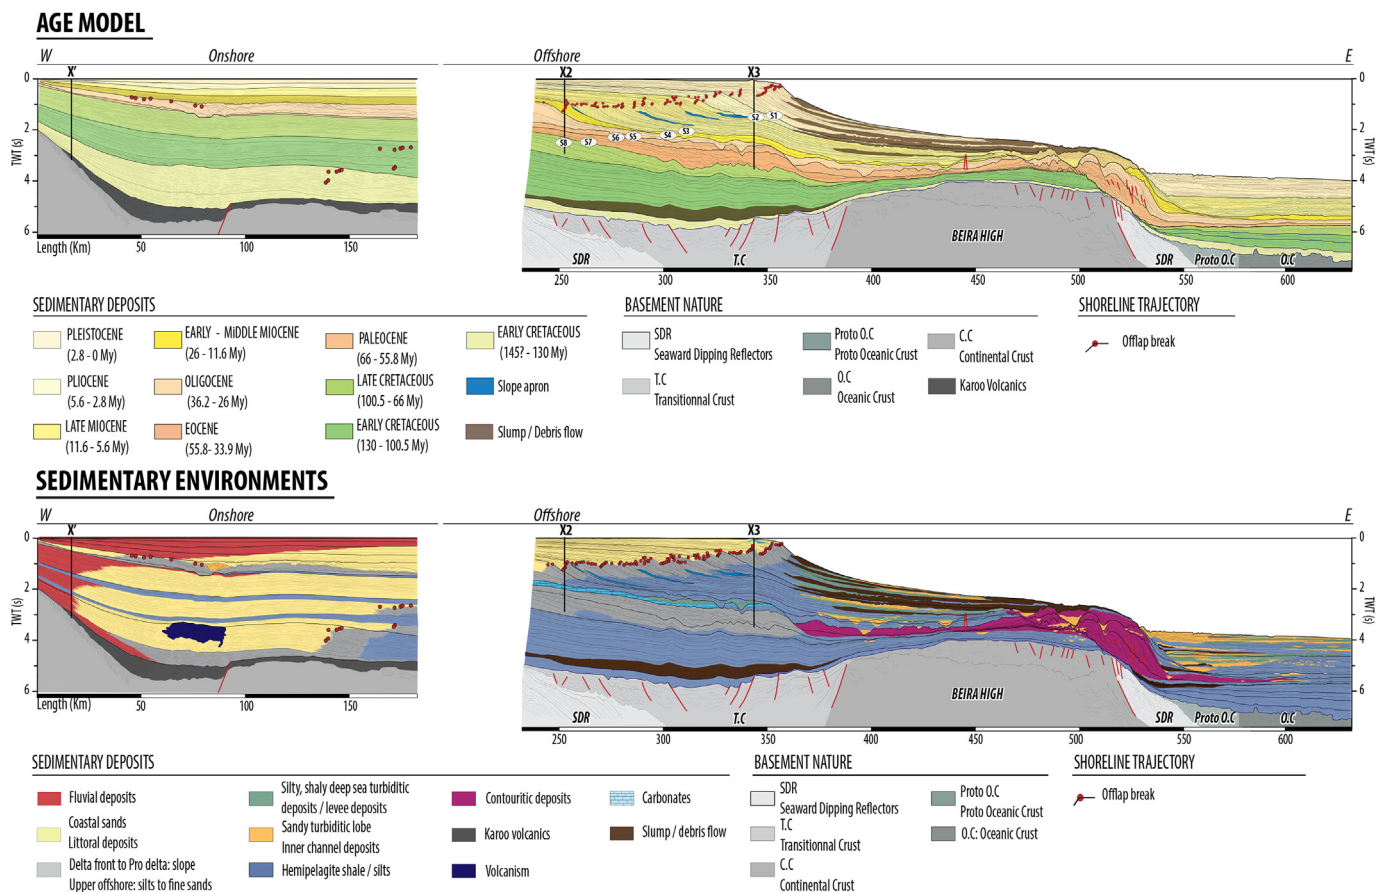 AGE MODEL
W Onshore Offshore E
X' X2 X3
0 0
2 2
4 4
6 6
TWT (s) TWT (s)
S8 S7 S6 S5 S4 S3 S2 S1
BEIRA HIGH
SDR T.C SDR Proto O.C O.C
Length (Km) 50 100 150 250 300 350 400 450 500 550 600
SEDIMENTARY DEPOSITS
PLEISTOCENE
(2.8 - 0 My)
PLIOCENE
(5.6 - 2.8 My)
LATE MIOCENE
(11.6 - 5.6 My)
EARLY - MiDDLE MIOCENE
(26 - 11.6 My)
OLIGOCENE
(36.2 - 26 My)
EOCENE
(55.8- 33.9 My)
PALEOCENE
(66 - 55.8 My)
LATE CRETACEOUS
(100.5 - 66 My)
EARLY CRETACEOUS
(130 - 100.5 My)
EARLY CRETACEOUS
(145? - 130 My)
Slope apron
Slump / Debris flow
BASEMENT NATURE
SDR
Seaward Dipping Reflectors
T.C
Transitionnal Crust
Proto O.C
Proto Oceanic Crust
O.C
Oceanic Crust
C.C
Continental Crust
Karoo Volcanics
SHORELINE TRAJECTORY
Offlap break
SEDIMENTARY ENVIRONMENTS
W Onshore Offshore E
X' X2 X3
0 0
2 2
4 4
6 6
TWT (s) TWT (s)
BEIRA HIGH
SDR T.C SDR Proto O.C O.C
Length (Km) 50 100 150 250 300 350 400 450 500 550 600
SEDIMENTARY DEPOSITS
Fluvial deposits
Coastal sands
Littoral deposits
Delta front to Pro delta: slope
Upper offshore: silts to fine sands
Silty, shaly deep sea turbiditic
deposits / levee deposits
Sandy turbiditic lobe
Inner channel deposits
Hemipelagite shale / silts
Contouritic deposits
Karoo volcanics
Volcanism
Carbonates
Slump / debris flow
BASEMENT NATURE
SDR
Seaward Dipping Reflectors
T.C
Transitionnal Crust
C.C
Continental Crust
Proto O.C
Proto Oceanic Crust
O.C: Oceanic Crust
SHORELINE TRAJECTORY
Offlap break